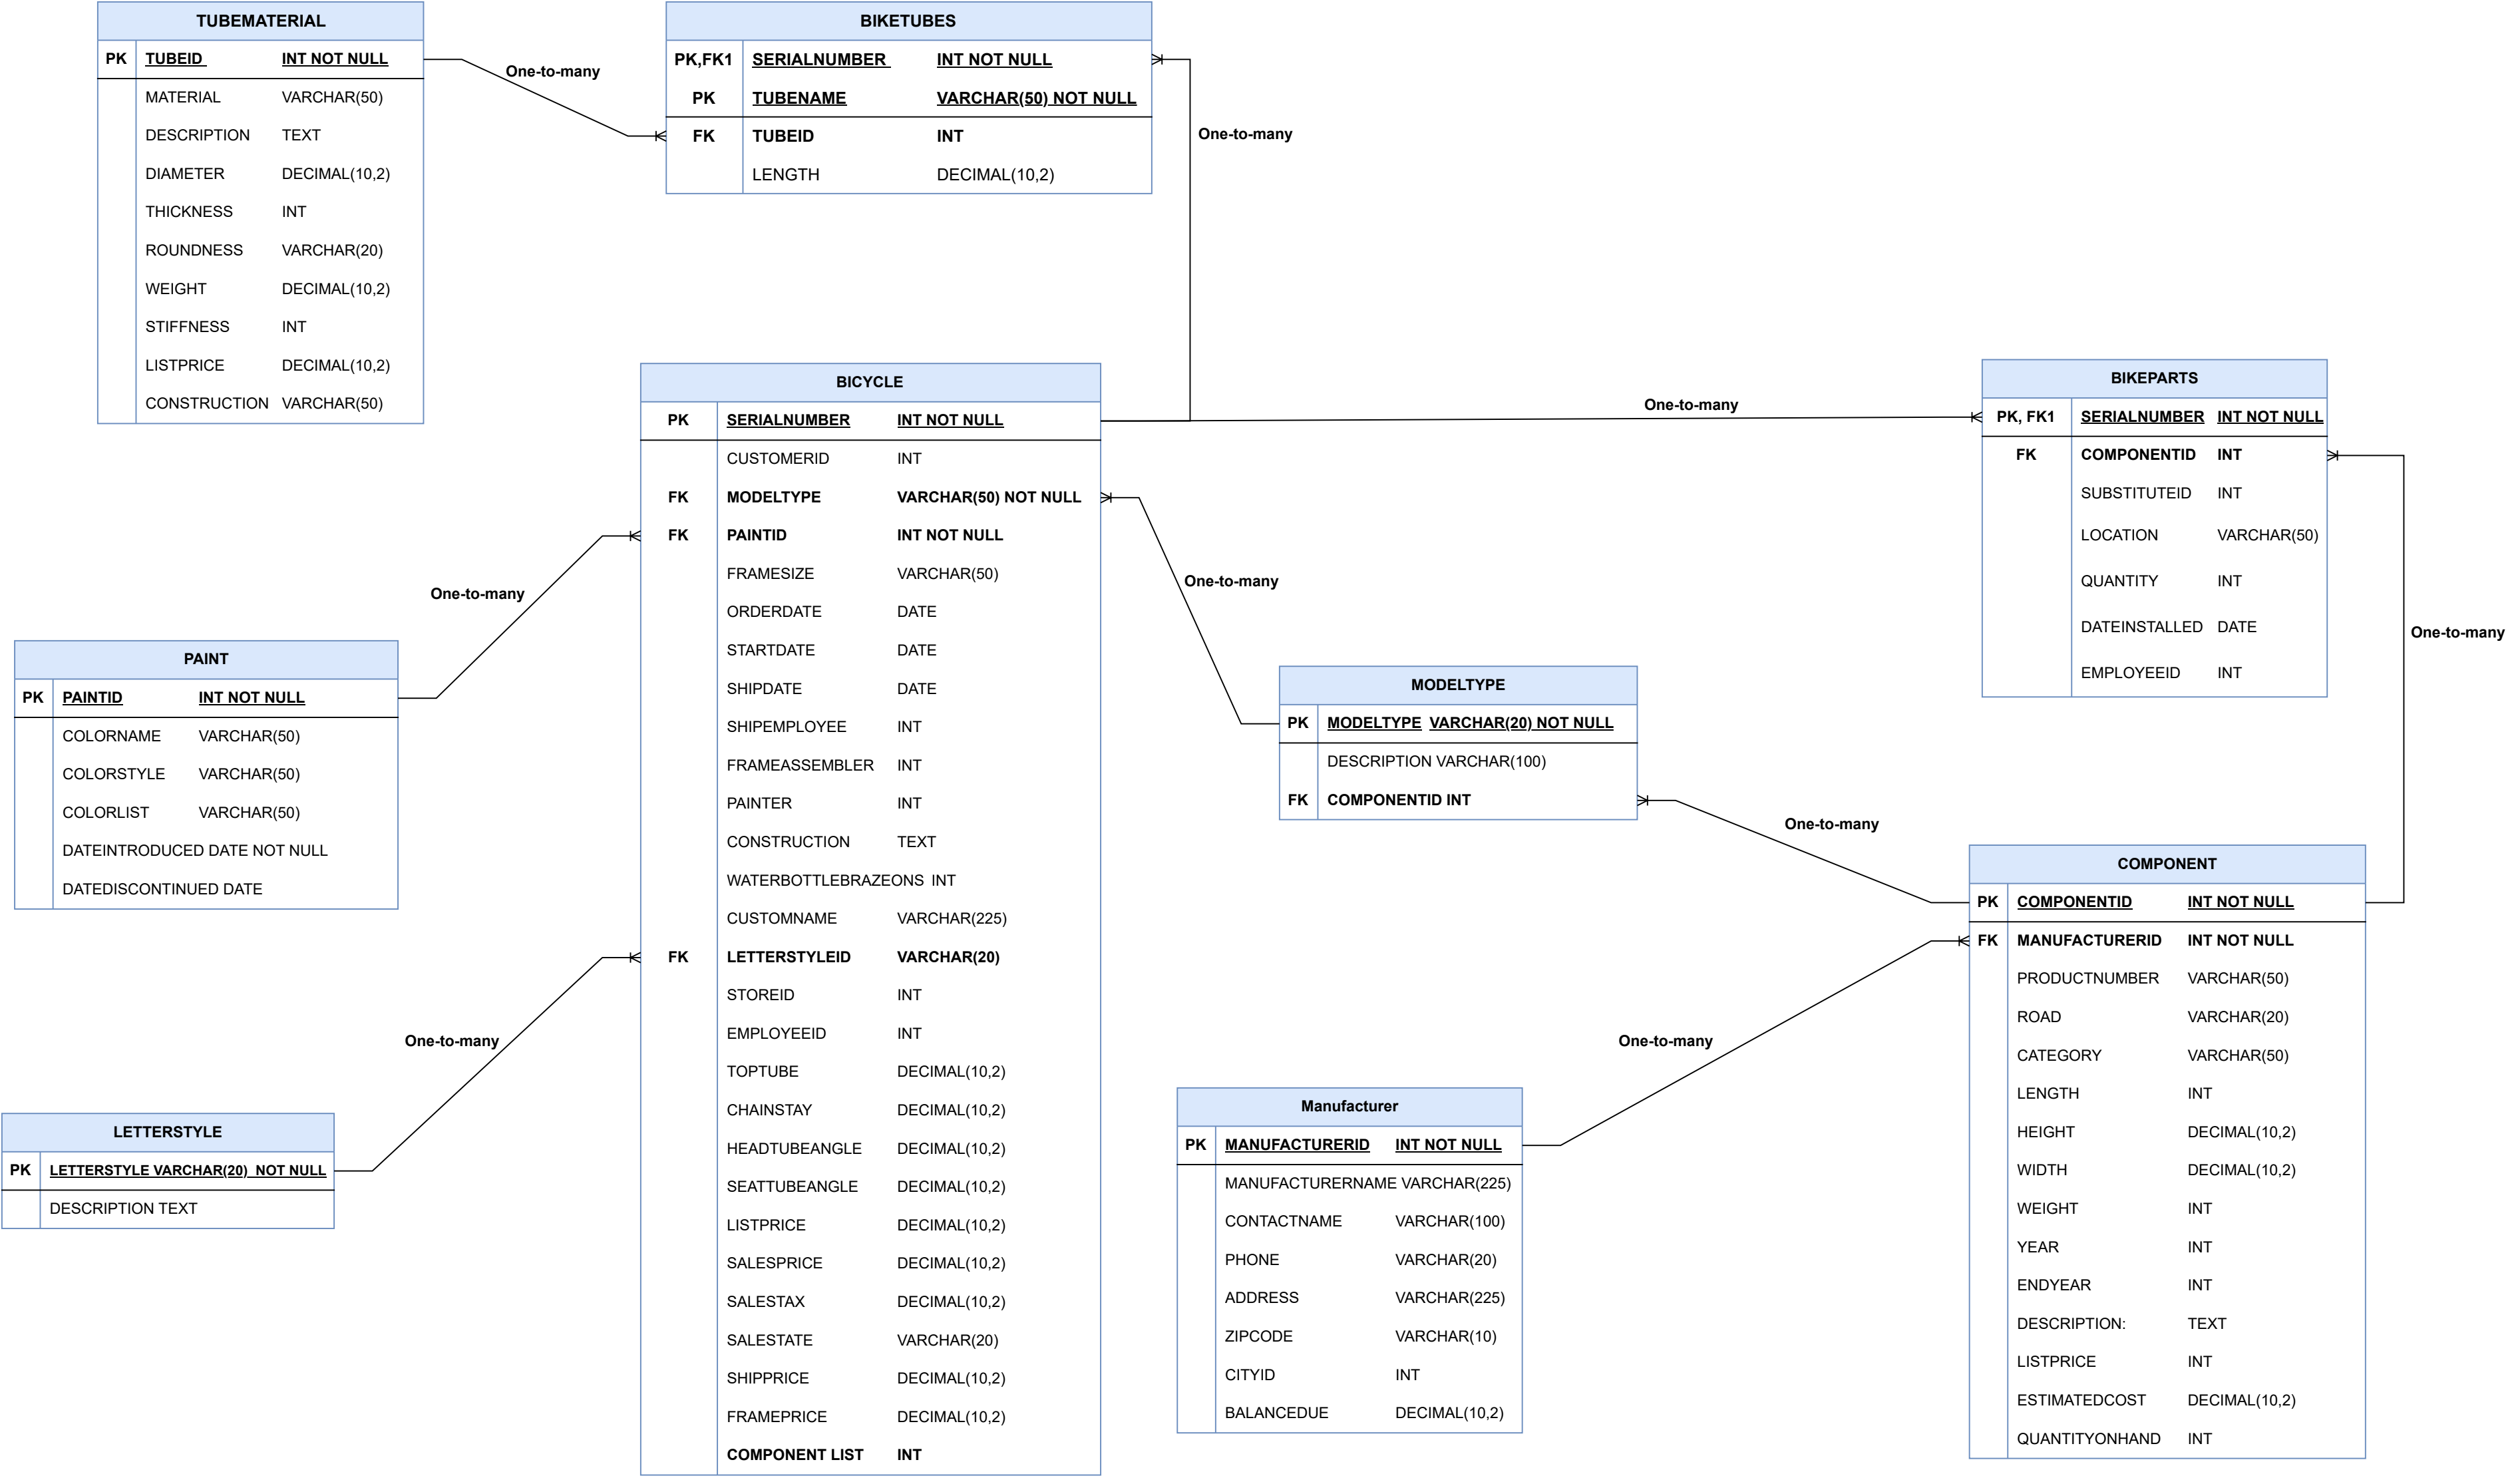 TUBEMATERIAL
PK TUBEID INT NOT NULL
MATERIAL VARCHAR(50)
DESCRIPTION TEXT
DIAMETER DECIMAL(10,2)
THICKNESS INT
ROUNDNESS VARCHAR(20)
WEIGHT DECIMAL(10,2)
STIFFNESS INT
LISTPRICE DECIMAL(10,2)
CONSTRUCTION VARCHAR(50)
One-to-many
BIKETUBES
PK,FK1 SERIALNUMBER INT NOT NULL
PK TUBENAME VARCHAR(50) NOT NULL
FK TUBEID INT
LENGTH DECIMAL(10,2)
One-to-many
BICYCLE
PK SERIALNUMBER INT NOT NULL
CUSTOMERID INT
FK MODELTYPE VARCHAR(50) NOT NULL
FK PAINTID INT NOT NULL
FRAMESIZE VARCHAR(50)
ORDERDATE DATE
STARTDATE DATE
SHIPDATE DATE
SHIPEMPLOYEE INT
FRAMEASSEMBLER INT
PAINTER INT
CONSTRUCTION TEXT
WATERBOTTLEBRAZEONS INT
CUSTOMNAME VARCHAR(225)
FK LETTERSTYLEID VARCHAR(20)
STOREID INT
EMPLOYEEID INT
TOPTUBE DECIMAL(10,2)
CHAINSTAY DECIMAL(10,2)
HEADTUBEANGLE DECIMAL(10,2)
SEATTUBEANGLE DECIMAL(10,2)
LISTPRICE DECIMAL(10,2)
SALESPRICE DECIMAL(10,2)
SALESTAX DECIMAL(10,2)
SALESTATE VARCHAR(20)
SHIPPRICE DECIMAL(10,2)
FRAMEPRICE DECIMAL(10,2)
COMPONENT LIST INT
One-to-many
BIKEPARTS
PK, FK1 SERIALNUMBER INT NOT NULL
FK COMPONENTID INT
SUBSTITUTEID INT
LOCATION VARCHAR(50)
QUANTITY INT
DATEINSTALLED DATE
EMPLOYEEID INT
One-to-many
One-to-many
PAINT
PK PAINTID INT NOT NULL
COLORNAME VARCHAR(50)
COLORSTYLE VARCHAR(50)
COLORLIST VARCHAR(50)
DATEINTRODUCED DATE NOT NULL
DATEDISCONTINUED DATE
One-to-many
MODELTYPE
PK MODELTYPE VARCHAR(20) NOT NULL
DESCRIPTION VARCHAR(100)
FK COMPONENTID INT
One-to-many
COMPONENT
PK COMPONENTID INT NOT NULL
FK MANUFACTURERID INT NOT NULL
PRODUCTNUMBER VARCHAR(50)
ROAD VARCHAR(20)
CATEGORY VARCHAR(50)
LENGTH INT
HEIGHT DECIMAL(10,2)
WIDTH DECIMAL(10,2)
WEIGHT INT
YEAR INT
ENDYEAR INT
DESCRIPTION: TEXT
LISTPRICE INT
ESTIMATEDCOST DECIMAL(10,2)
QUANTITYONHAND INT
One-to-many
LETTERSTYLE
PK LETTERSTYLE VARCHAR(20) NOT NULL
DESCRIPTION TEXT
One-to-many
Manufacturer
PK MANUFACTURERID INT NOT NULL
MANUFACTURERNAME VARCHAR(225)
CONTACTNAME VARCHAR(100)
PHONE VARCHAR(20)
ADDRESS VARCHAR(225)
ZIPCODE VARCHAR(10)
CITYID INT
BALANCEDUE DECIMAL(10,2)